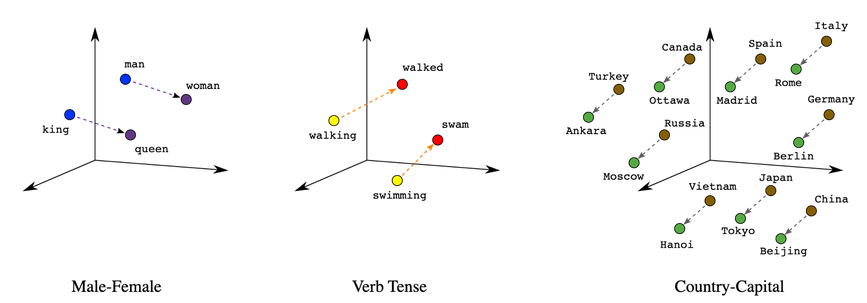 man
woman
king
queen
Male-Female
walked
walking
swam
swimming
Verb Tense
Italy
Canada
Spain
Turkey
Rome
Ottawa
Madrid
Germany
Ankara
Russia
Berlin
Moscow
Vietnam
Japan
China
Hanoi
Tokyo
Beijing
Country-Capital